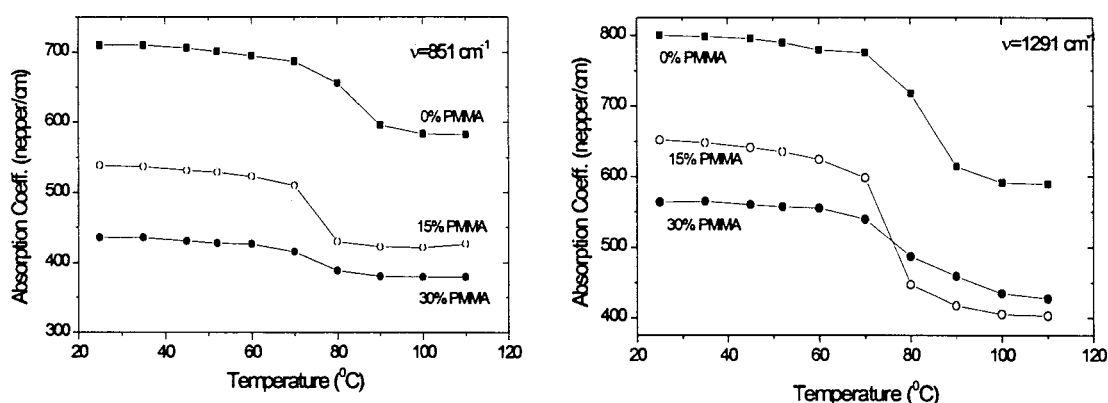 ν=851 cm⁻¹
Absorption Coeff. (nepper/cm)
700
600
500
400
300
0% PMMA
15% PMMA
30% PMMA
20 40 60 80 100 120
Temperature (⁰C)
ν=1291 cm⁻¹
Absorption Coeff. (nepper/cm)
800
700
600
500
400
0% PMMA
15% PMMA
30% PMMA
20 40 60 80 100 120
Temperature (⁰C)